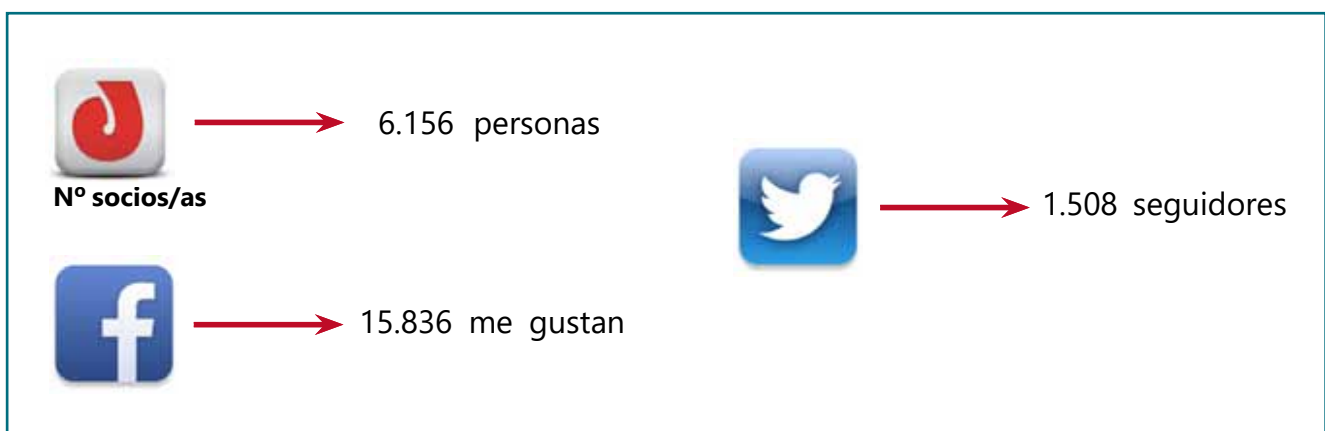 6.156 personas
Nº socios/as
15.836 me gustan
1.508 seguidores